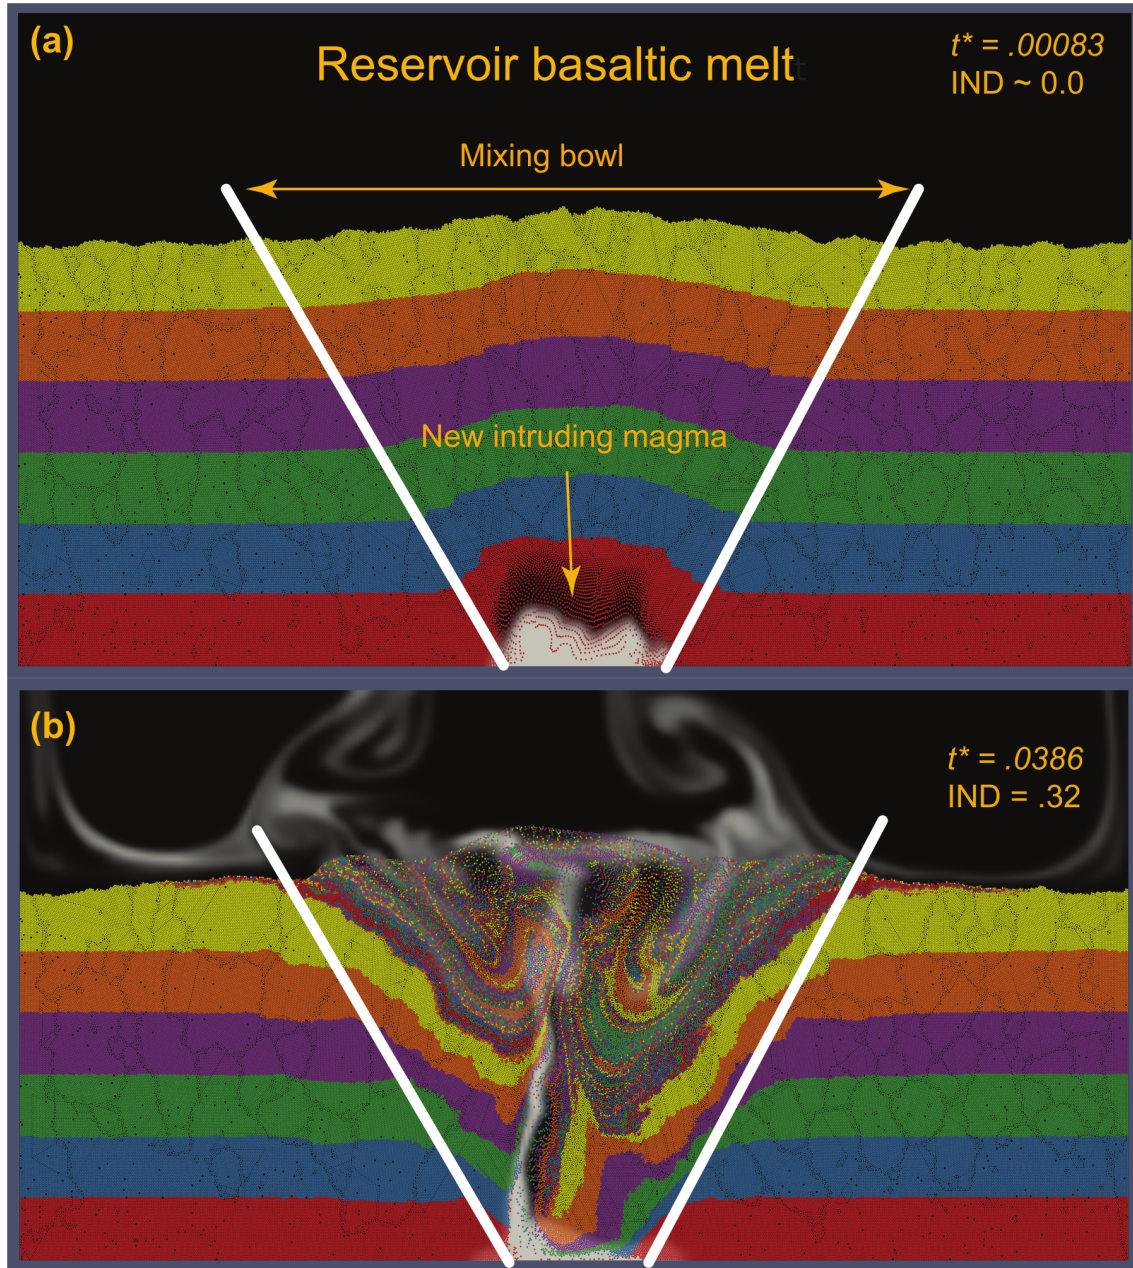 (a)
Reservoir basaltic melt
t* = .00083
IND ~ 0.0
Mixing bowl
New intruding magma
(b)
t* = .0386
IND = .32